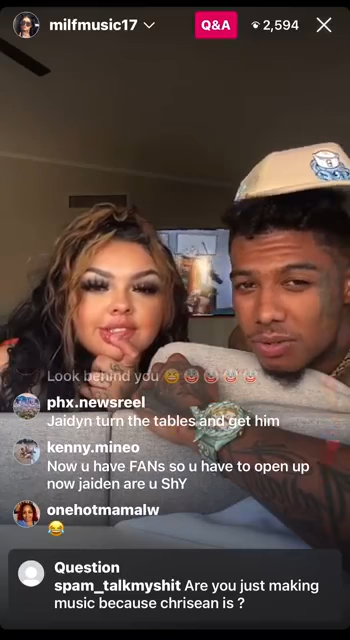 milfmusic17
Q&A
2,594
Look behind you 🤡🤡🤡🤡🤡
phx.newsreel
Jaidyn turn the tables and get him
kenny.mineo
Now u have FANs so u have to open up
now jaiden are u ShY
onehotmamalw
😂
Question
spam_talkmyshit Are you just making
music because chrisean is ?